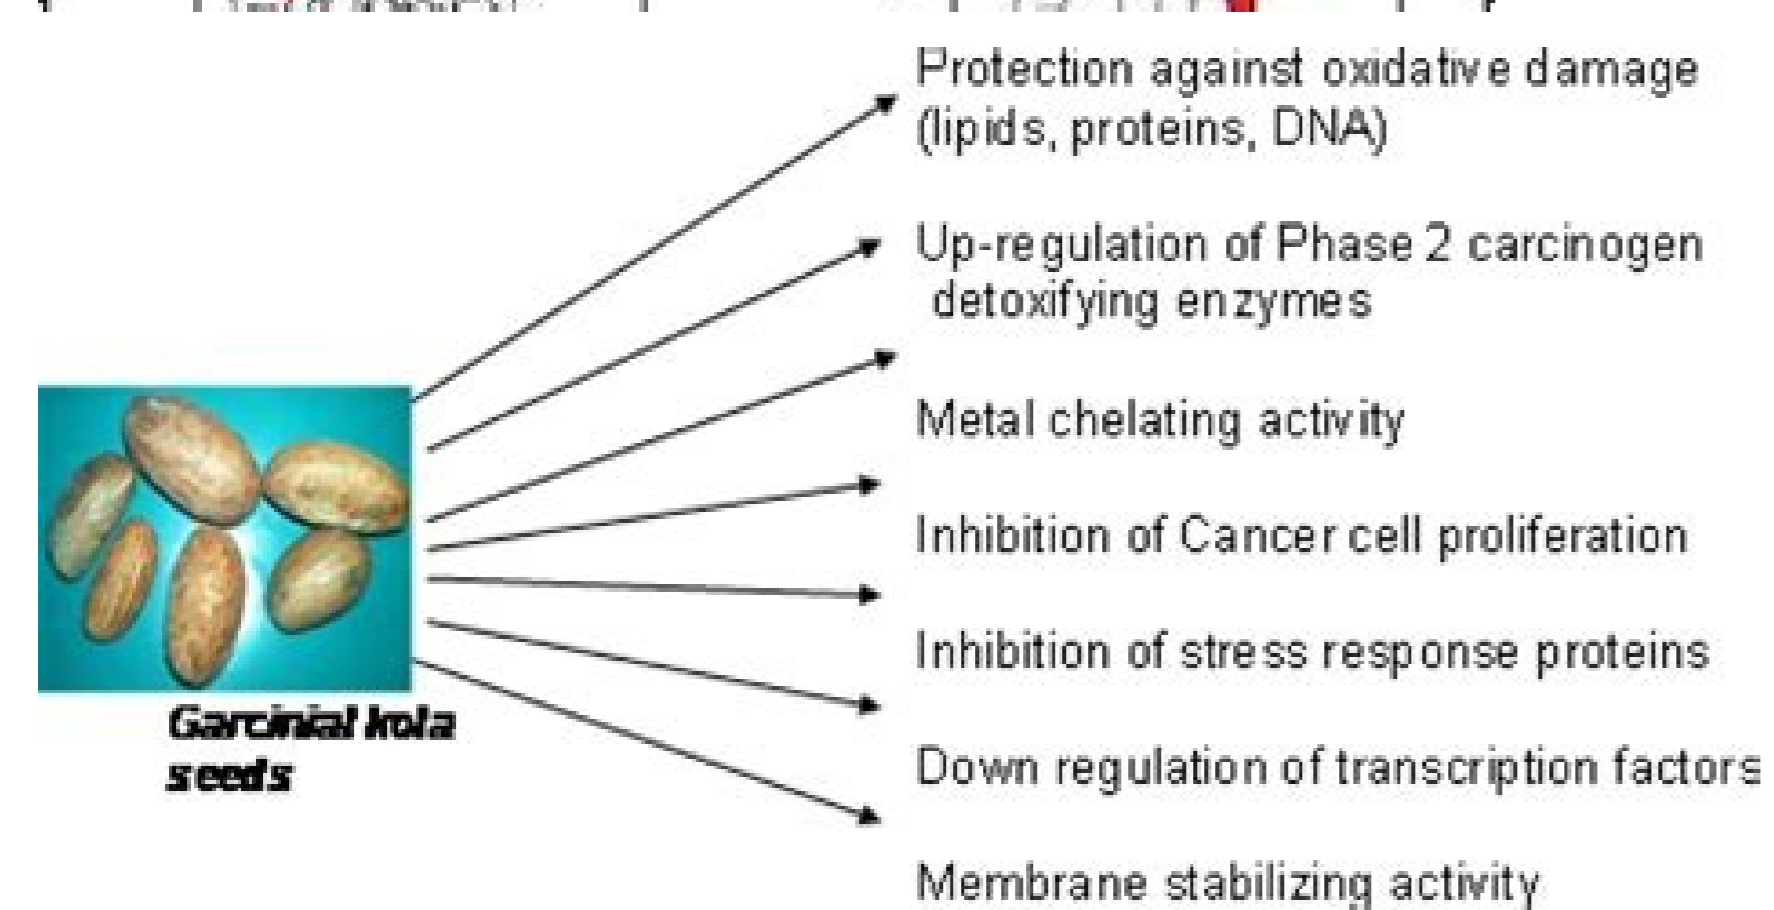 Protection against oxidative damage
(lipids, proteins, DNA)
Up-regulation of Phase 2 carcinogen
detoxifying enzymes
Metal chelating activity
Inhibition of Cancer cell proliferation
Inhibition of stress response proteins
Down regulation of transcription factors
Membrane stabilizing activity
Garcinial kola
seeds